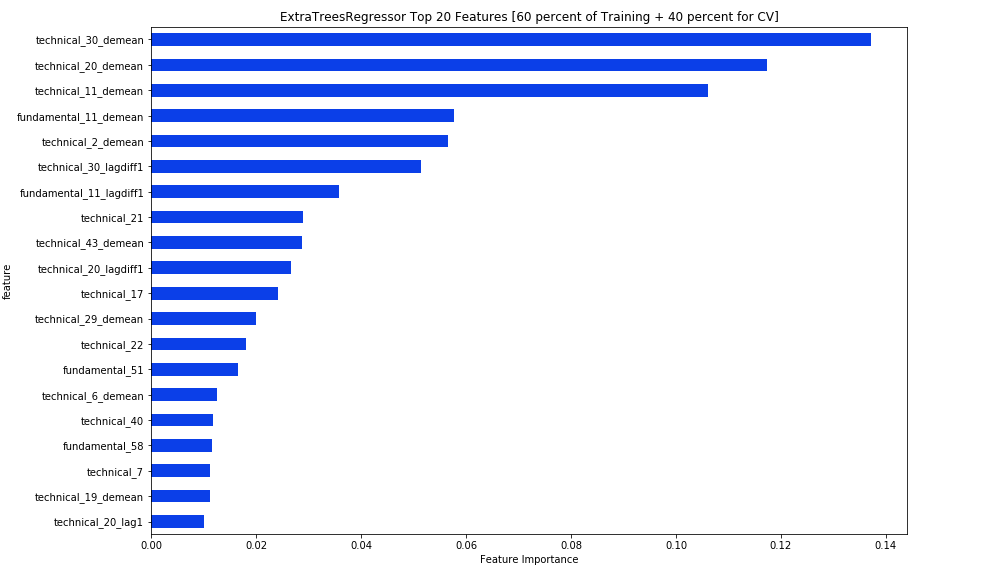 ExtraTreesRegressor Top 20 Features [60 percent of Training + 40 percent for CV]
technical_30_demean
technical_20_demean
technical_11_demean
fundamental_11_demean
technical_2_demean
technical_30_lagdiff1
fundamental_11_lagdiff1
technical_21
technical_43_demean
technical_20_lagdiff1
technical_17
technical_29_demean
technical_22
fundamental_51
technical_6_demean
technical_40
fundamental_58
technical_7
technical_19_demean
technical_20_lag1
feature
0.00 0.02 0.04 0.06 0.08 0.10 0.12 0.14
Feature Importance